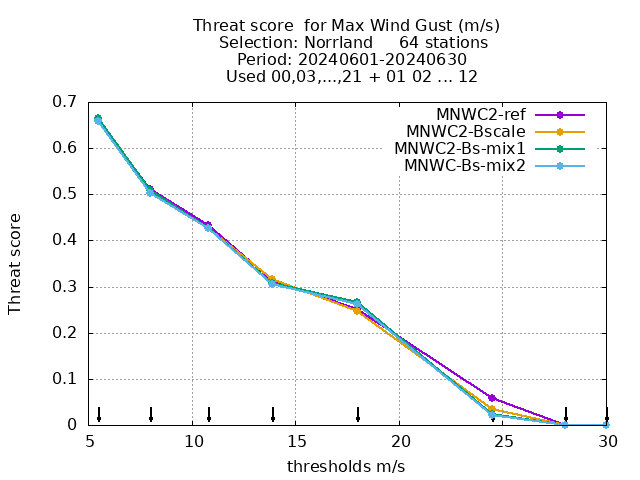 Threat score  for Max Wind Gust (m/s)
Selection: Norrland     64 stations
Period: 20240601-20240630
Used 00,03,...,21 + 01 02 ... 12
MNWC2-ref
MNWC2-Bscale
MNWC2-Bs-mix1
MNWC-Bs-mix2
Threat score
0.7
0.6
0.5
0.4
0.3
0.2
0.1
0
5 10 15 20 25 30
thresholds m/s